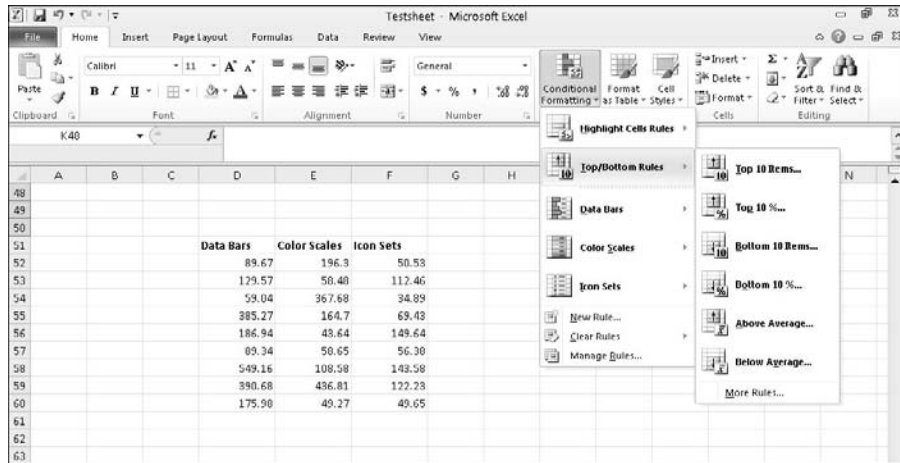 Testsheet - Microsoft Excel
File Home Insert Page Layout Formulas Data Review View
Paste
Clipboard
Calibri 11 A A
B I U A
Font
Alignment
General
$ % ,
Number
Conditional Formatting
Format as Table
Cell Styles
Insert
Delete
Format
Cells
Σ
Sort & Filter
Find & Select
Editing
K48
fx
A B C D E F G H N
48
49
50
51 Data Bars Color Scales Icon Sets
52 89.67 196.3 50.53
53 129.57 58.48 112.46
54 59.04 367.68 34.89
55 385.27 164.7 69.43
56 186.94 43.64 149.64
57 89.34 58.65 56.38
58 549.16 108.58 143.58
59 390.68 436.81 122.23
60 175.98 49.27 49.65
61
62
63
Highlight Cells Rules
Top/Bottom Rules
Data Bars
Color Scales
Icon Sets
New Rule...
Clear Rules
Manage Rules...
Top 10 Items...
Top 10 %...
Bottom 10 Items...
Bottom 10 %...
Above Average...
Below Average...
More Rules...